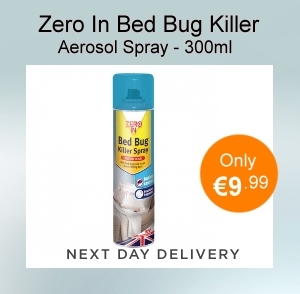 Zero In Bed Bug Killer
Aerosol Spray - 300ml
ZERO
IN
Bed Bug
Killer Spray
Only
€9.99
NEXT DAY DELIVERY